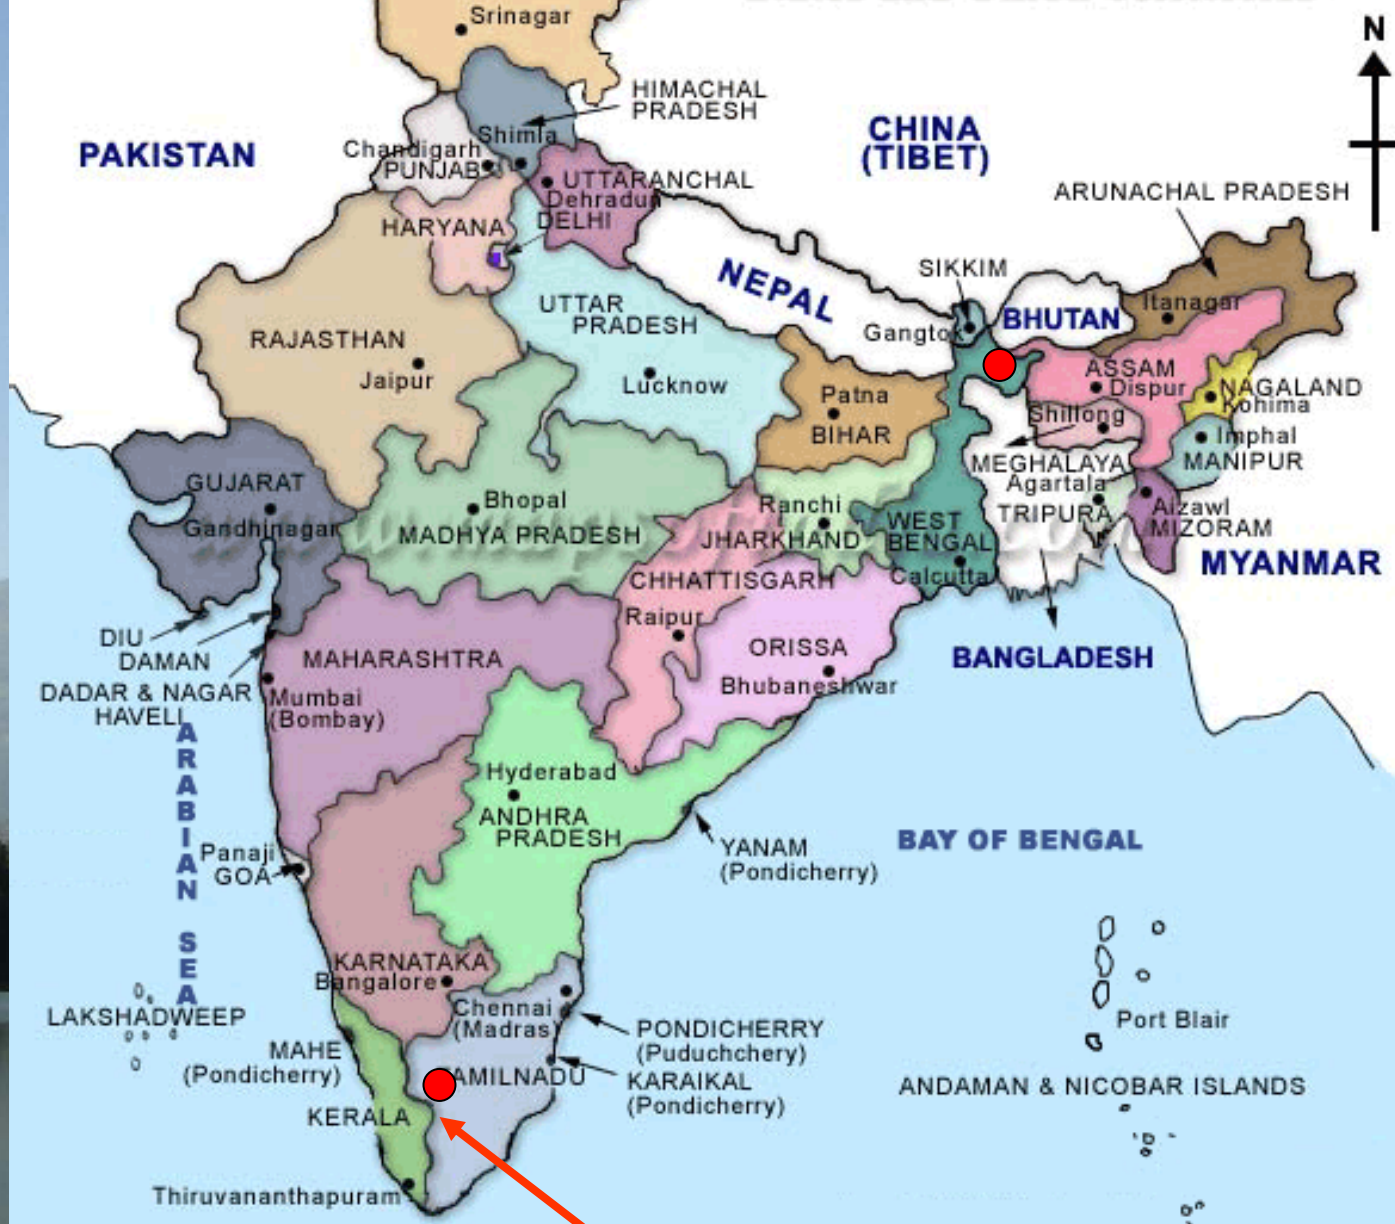 Srinagar
N
HIMACHAL
PRADESH
CHINA
(TIBET)
PAKISTAN
Shimla
Chandigarh
PUNJAB
UTTARANCHAL
Dehradun
ARUNACHAL PRADESH
DELHI
HARYANA
NEPAL
SIKKIM
UTTAR
PRADESH
Itanagar
BHUTAN
Gangtok
RAJASTHAN
Jaipur
Lucknow
ASSAM
Dispur
NAGALAND
Kohima
Patna
BIHAR
Shillong
Imphal
MANIPUR
MEGHALAYA
Agartala
TRIPURA
Aizawl
MIZORAM
GUJARAT
Gandhinagar
Bhopal
MADHYA PRADESH
Ranchi
JHARKHAND
WEST
BENGAL
Calcutta
MYANMAR
CHHATTISGARH
Raipur
DIU
DAMAN
DADAR & NAGAR
HAVELI
MAHARASHTRA
Mumbai
(Bombay)
ORISSA
Bhubaneshwar
BANGLADESH
ARABIAN SEA
Hyderabad
ANDHRA
PRADESH
YANAM
(Pondicherry)
BAY OF BENGAL
Panaji
GOA
KARNATAKA
Bangalore
Chennai
(Madras)
LAKSHADWEEP
PONDICHERRY
(Puduchchery)
Port Blair
MAHE
(Pondicherry)
TAMILNADU
KARAIKAL
(Pondicherry)
ANDAMAN & NICOBAR ISLANDS
KERALA
Thiruvananthapuram